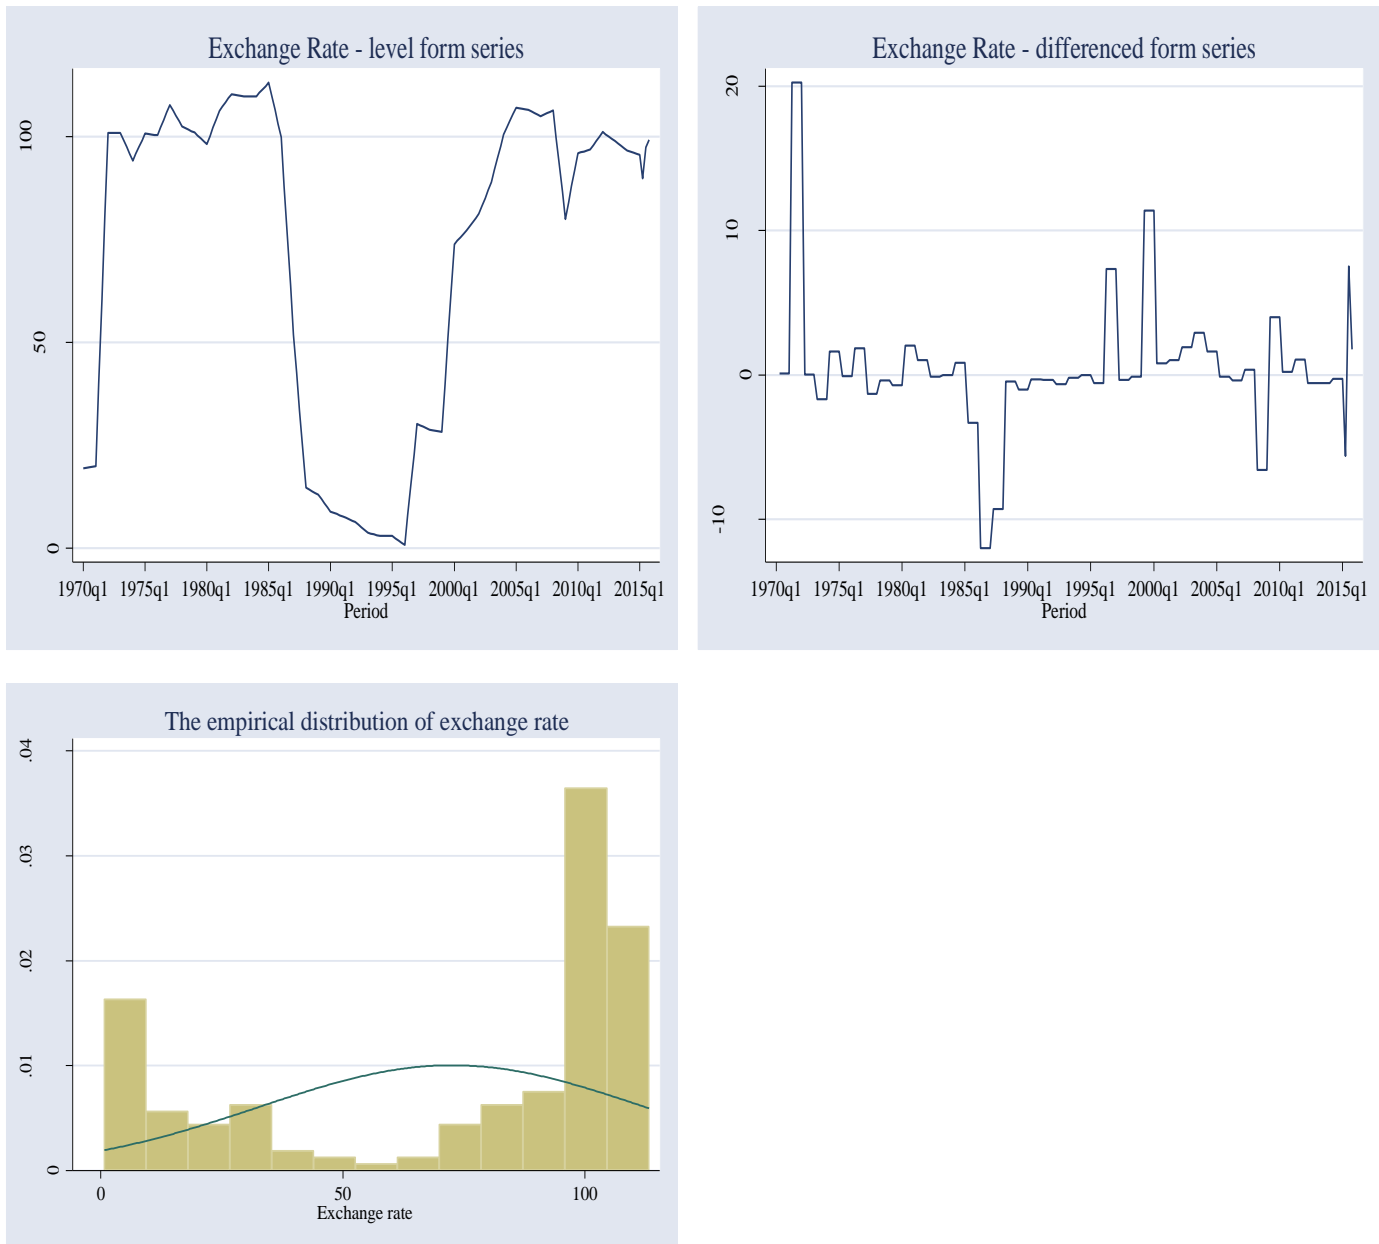 Exchange Rate - level form series
100
50
0
1970q1 1975q1 1980q1 1985q1 1990q1 1995q1 2000q1 2005q1 2010q1 2015q1
Period
Exchange Rate - differenced form series
20
10
0
-10
1970q1 1975q1 1980q1 1985q1 1990q1 1995q1 2000q1 2005q1 2010q1 2015q1
Period
The empirical distribution of exchange rate
.04
.03
.02
.01
0
0 50 100
Exchange rate